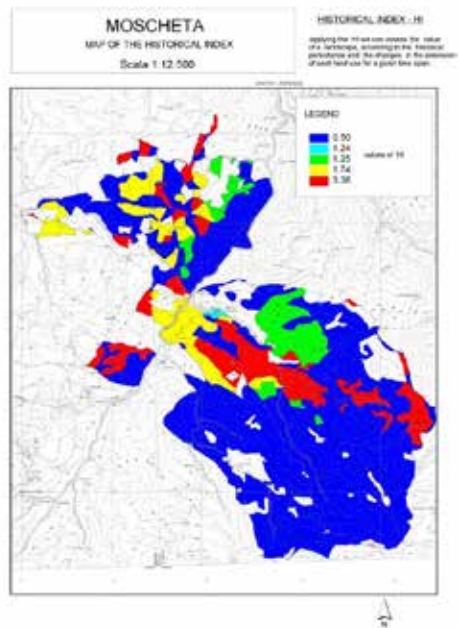 MOSCHETA
MAP OF THE HISTORICAL INDEX
Scala 1:12.500
HISTORICAL INDEX - HI
applying the HI we can assess the value
of a landscape, according to the historical
persistence and the changes in the extension
of each land use for a given time span.
LEGEND
0.50
1.24
1.25
1.74
3.38
values of HI
N